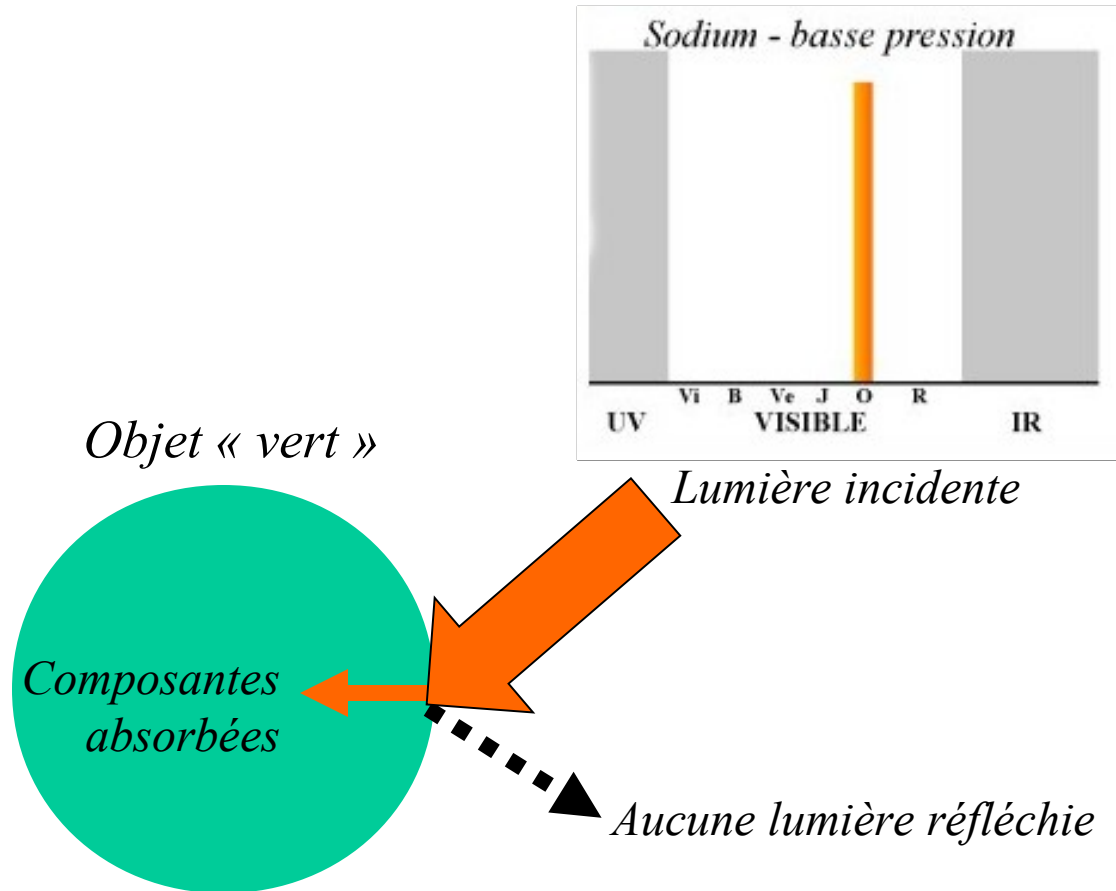 Sodium - basse pression
Vi B Ve J O R
UV VISIBLE IR
Objet « vert »
Lumière incidente
Composantes
absorbées
Aucune lumière réfléchie